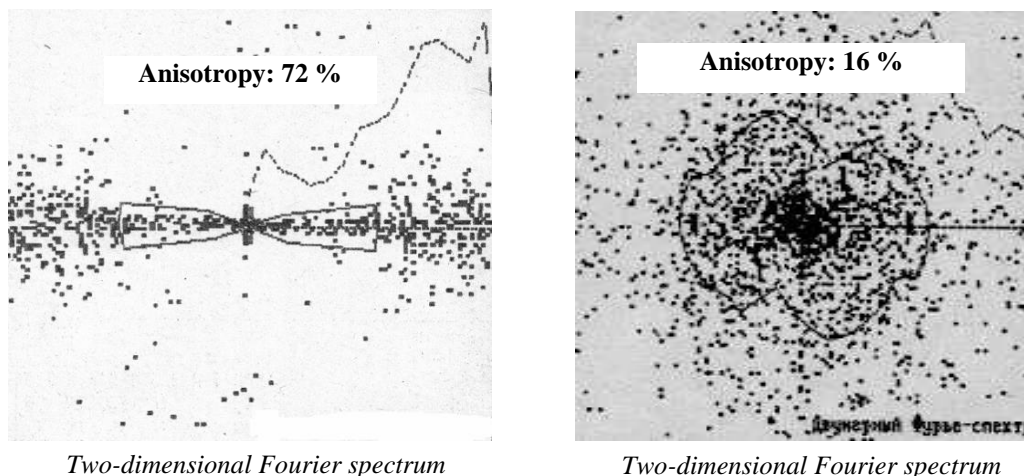 Anisotropy: 72 %
Anisotropy: 16 %
Двумерный Фурье-спектр
Two-dimensional Fourier spectrum
Two-dimensional Fourier spectrum